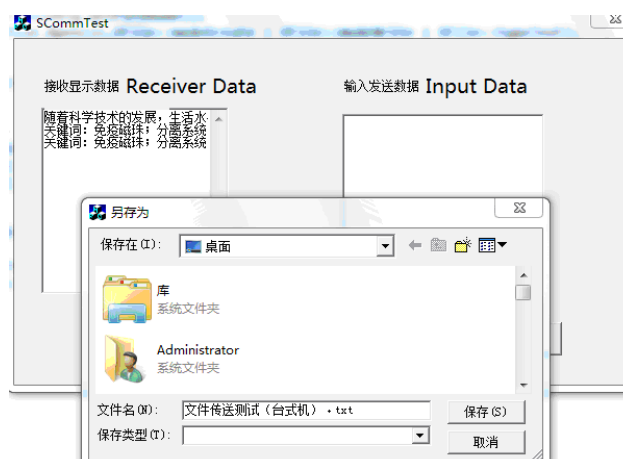 SCommTest
接收显示数据 Receiver Data
输入发送数据 Input Data
随着科学技术的发展，生活水
关键词：免疫磁珠；分离系统
关键词：免疫磁珠；分离系统
另存为
保存在(I)：
桌面
库
系统文件夹
Administrator
系统文件夹
文件名(N)：
文件传送测试（台式机）.txt
保存(S)
保存类型(T)：
取消